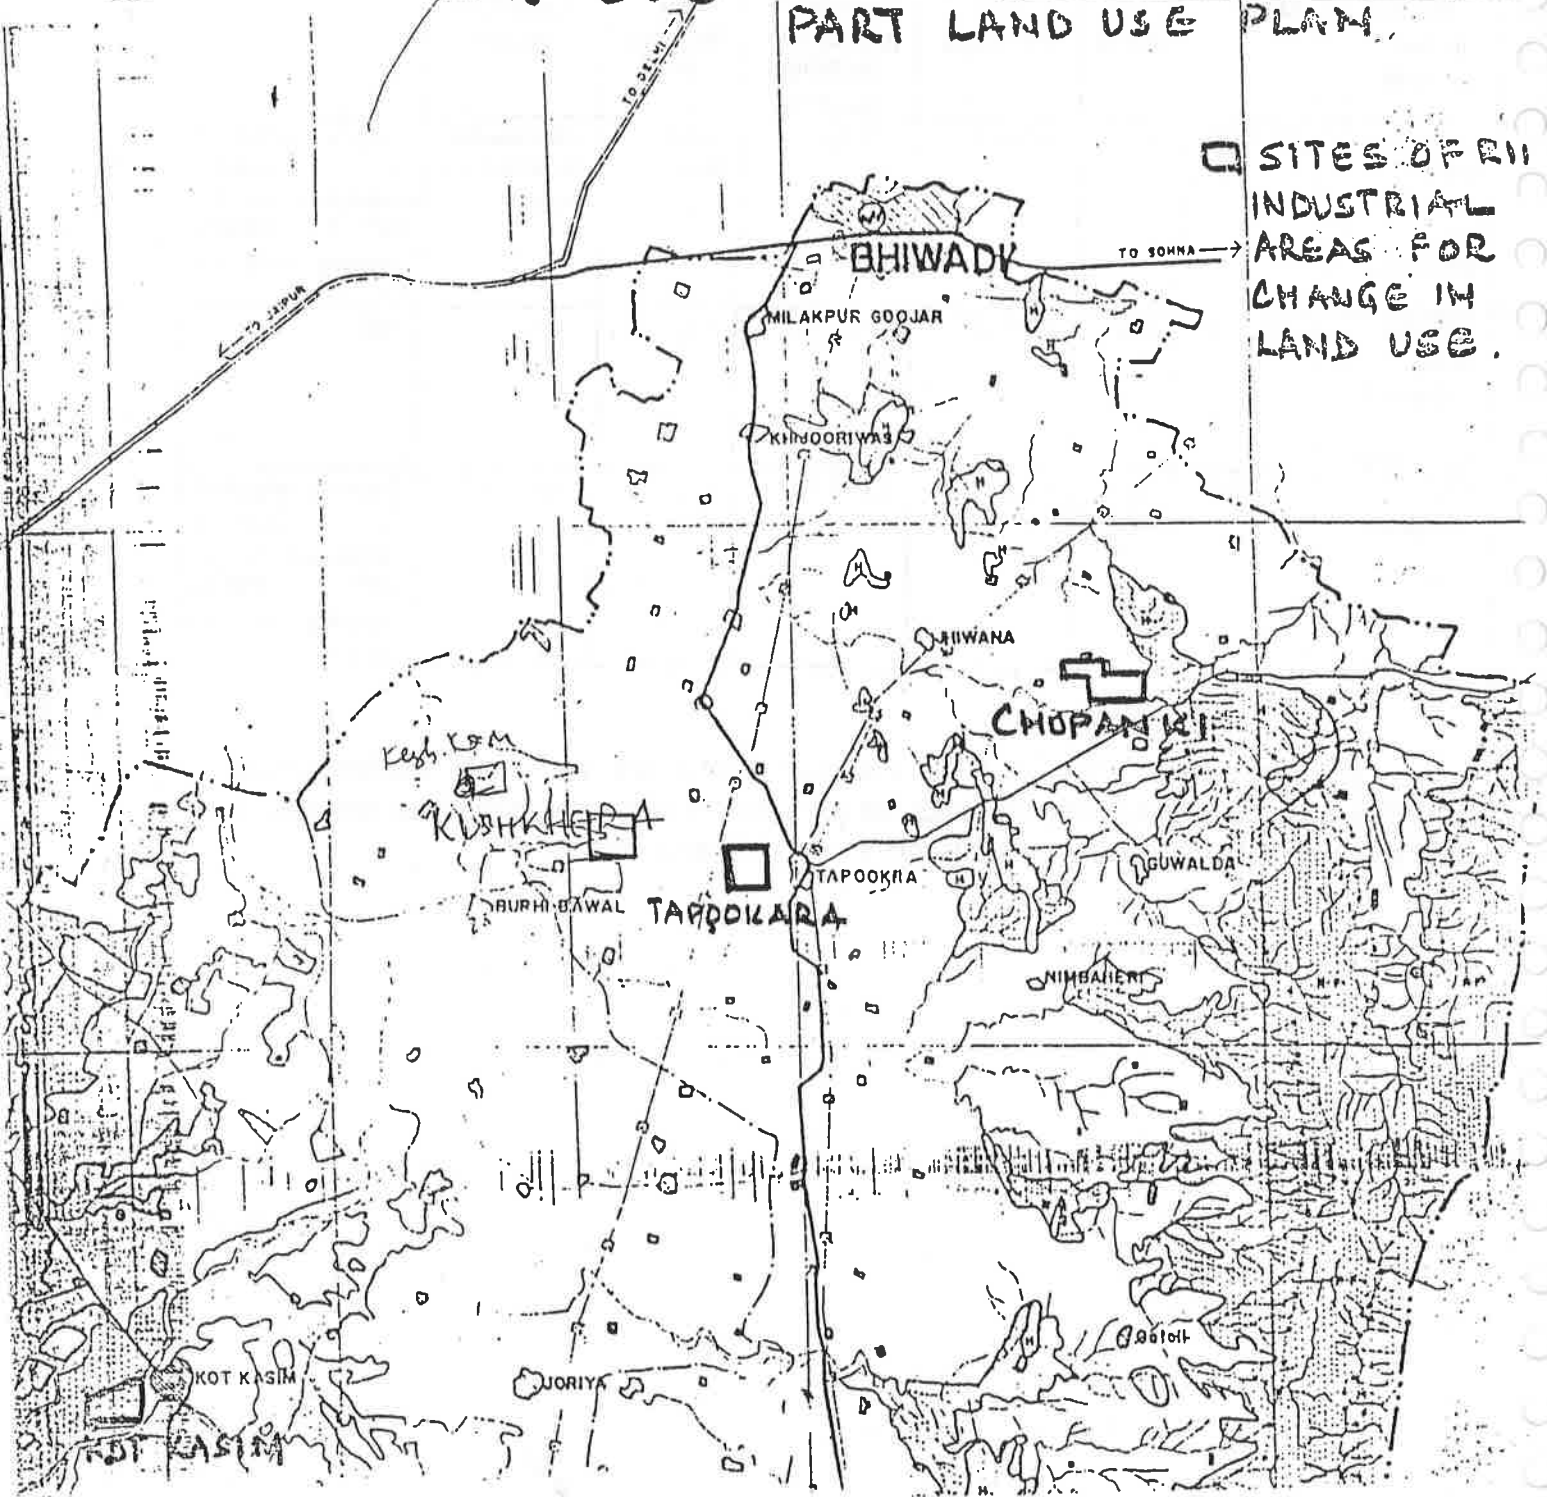 PART LAND USE PLAN.
TO DELHI
SITES OF RII
INDUSTRIAL
AREAS FOR
CHANGE IN
LAND USE.
BHIWADI
TO SOHNA
TO JAIPUR
MILAKPUR GOOJAR
KHIJOORIWAS
H
H
H
H
H
H
H
H
JHIWANA
CHOPANKI
KUSHKHERA
H
H
H
H
H
TAPOOKRA
GUWALDA
BURHI BAWAL
TAPOOKARA
NIMBAHERI
H
KOT KASIM
JORIYA
KOT KASIM
H